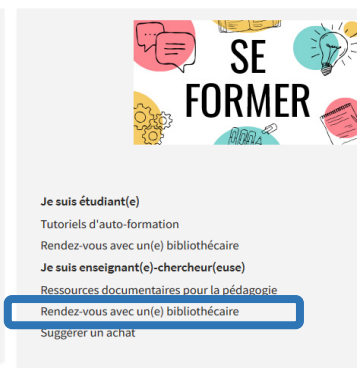 SE
FORMER
Je suis étudiant(e)
Tutoriels d'auto-formation
Rendez-vous avec un(e) bibliothécaire
Je suis enseignant(e)-chercheur(euse)
Ressources documentaires pour la pédagogie
Rendez-vous avec un(e) bibliothécaire
Suggérer un achat